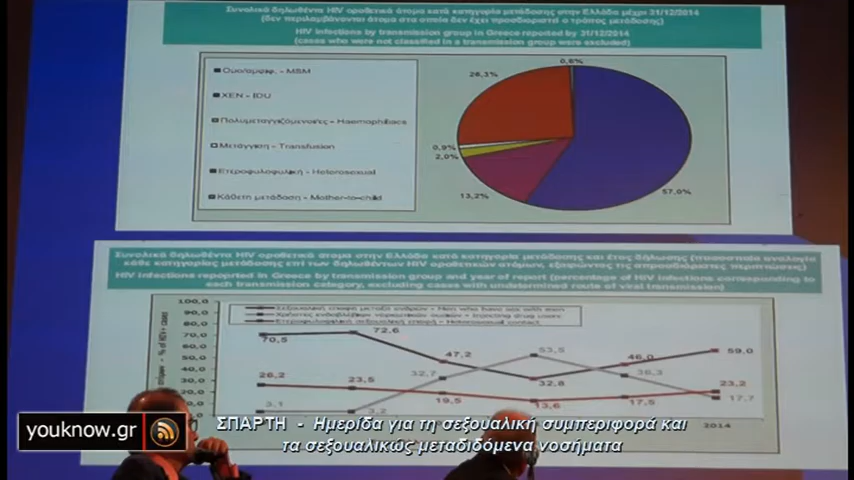 Συνολικά δηλωθέντα HIV οροθετικά άτομα κατά κατηγορία μετάδοσης στην Ελλάδα μέχρι 31/12/2014
(δεν περιλαμβάνονται άτομα στα οποία δεν έχει προσδιοριστεί ο τρόπος μετάδοσης)
HIV infections by transmission group in Greece reported by 31/12/2014
(cases who were not classified in a transmission group were excluded)
- MSM
ΧΕΝ - IDU
Πολυμεταγγιζόμενοι/ες - Haemophiliacs
Μετάγγιση - Transfusion
Ετεροφυλοφιλική - Heterosexual
Κάθετη μετάδοση - Mother-to-child
0,6%
26,3%
0,9%
2,0%
13,2%
57,0%
Συνολικά δηλωθέντα HIV οροθετικά άτομα στην Ελλάδα κατά κατηγορία μετάδοσης και έτος δήλωσης (ποσοστιαία αναλογία
κάθε κατηγορίας μετάδοσης επί των δηλωθέντων HIV οροθετικών ατόμων, εξαιρώντας τις απροσδιόριστες περιπτώσεις)
HIV infections reported in Greece by transmission group and year of report (percentage of HIV infections corresponding to
each transmission category, excluding cases with undetermined route of viral transmission)
Σεξουαλική επαφή μεταξύ ανδρών - Men who have sex with men
Χρήστες ενδοφλέβιων ναρκωτικών ουσιών - Injecting drug users
Ετεροφυλοφιλική σεξουαλική επαφή - Heterosexual contact
100,0
90,0
80,0
70,0
60,0
50,0
40,0
30,0
20,0
10,0
70,5
72,6
47,2
32,8
46,0
59,0
26,2
23,5
19,5
13,6
17,5
23,2
3,1
3,2
32,7
53,5
36,3
17,7
2014
youknow.gr
ΣΠΑΡΤΗ - Ημερίδα για τη σεξουαλική συμπεριφορά και
τα σεξουαλικώς μεταδιδόμενα νοσήματα